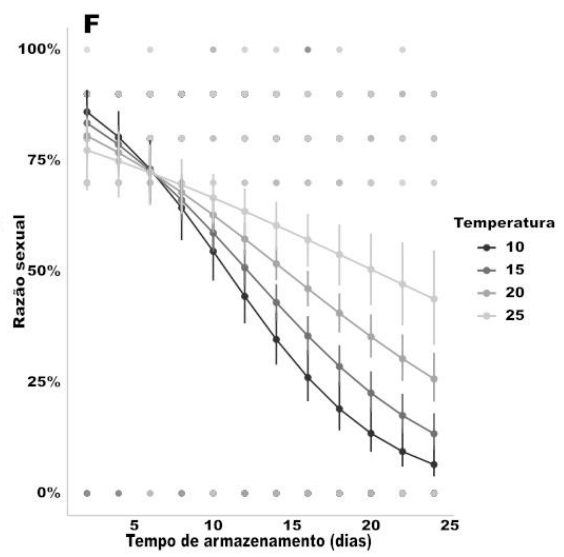 F
100%
75%
50%
25%
0%
Razão sexual
5 10 15 20 25
Tempo de armazenamento (dias)
Temperatura
10
15
20
25